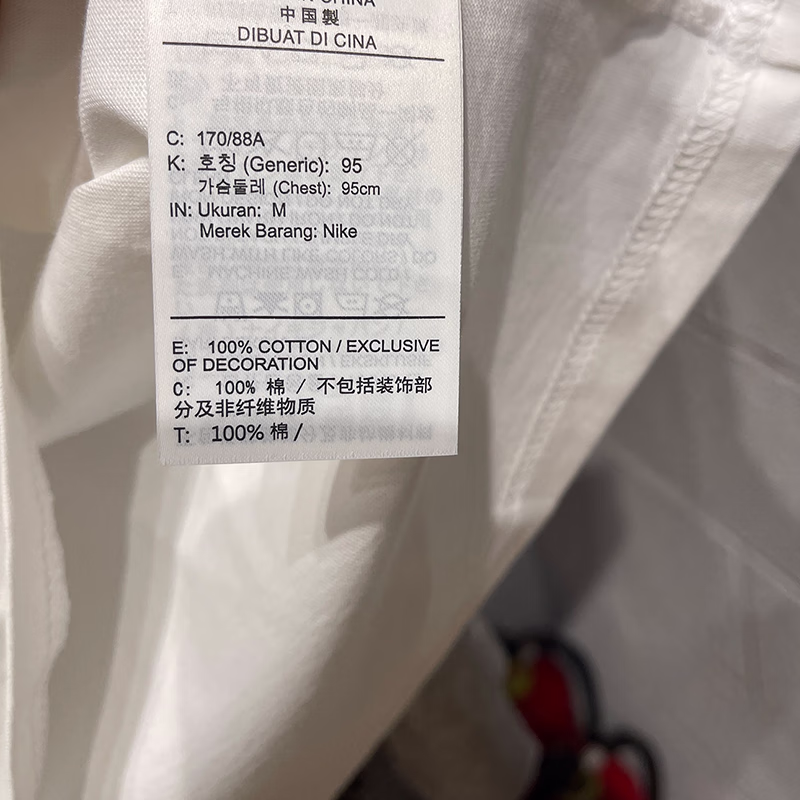 CHINA
中国製
DIBUAT DI CINA
C: 170/88A
K: 호칭 (Generic): 95
가슴둘레 (Chest): 95cm
IN: Ukuran: M
Merek Barang: Nike
E: 100% COTTON / EXCLUSIVE
OF DECORATION
C: 100% 棉 / 不包括装饰部
分及非纤维物质
T: 100% 棉 /